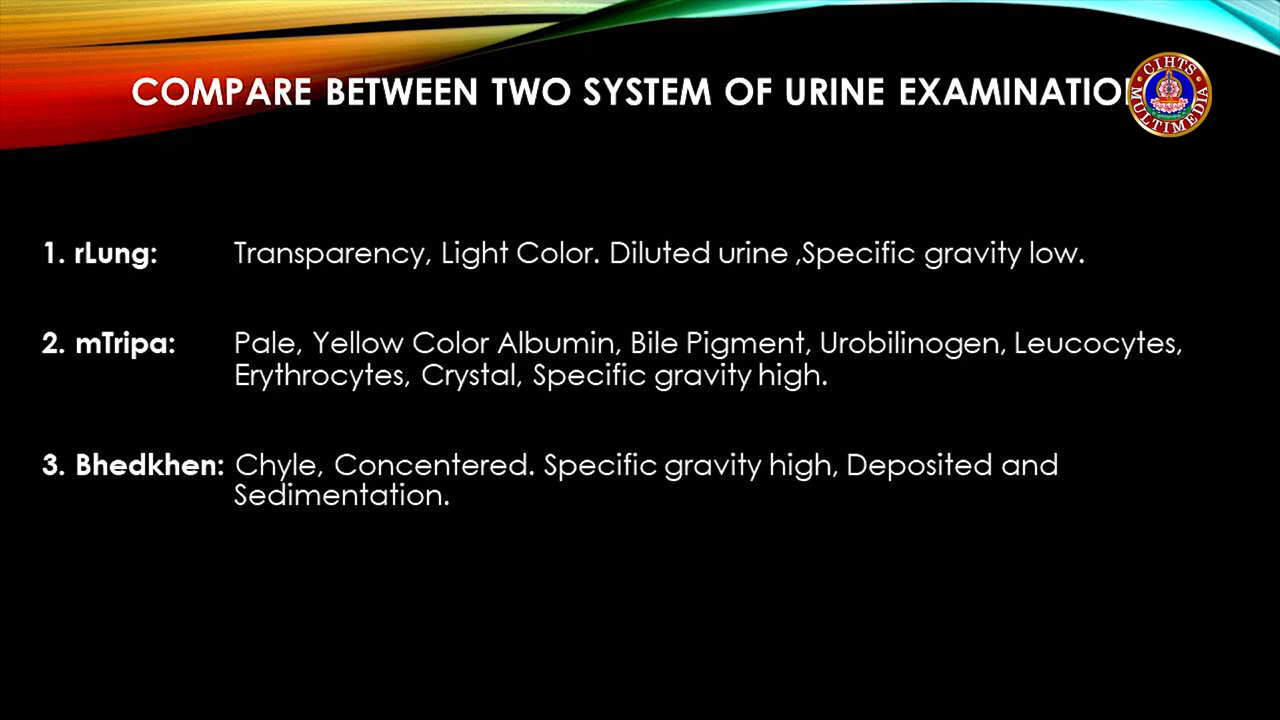 COMPARE BETWEEN TWO SYSTEM OF URINE EXAMINATIO
CIHTS
MULTIMEDIA
1. rLung: Transparency, Light Color. Diluted urine ,Specific gravity low.
2. mTripa: Pale, Yellow Color Albumin, Bile Pigment, Urobilinogen, Leucocytes,
Erythrocytes, Crystal, Specific gravity high.
3. Bhedkhen: Chyle, Concentered. Specific gravity high, Deposited and
Sedimentation.